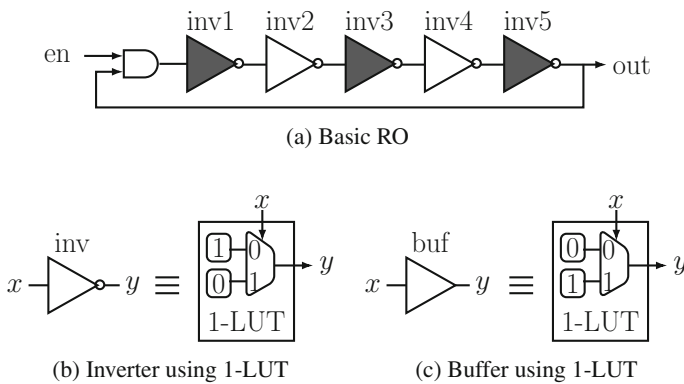 inv1 inv2 inv3 inv4 inv5
en
out
(a) Basic RO
x
inv
x
y
≡
1 0
0 1
y
1-LUT
(b) Inverter using 1-LUT
x
buf
x
y
≡
0 0
1 1
y
1-LUT
(c) Buffer using 1-LUT